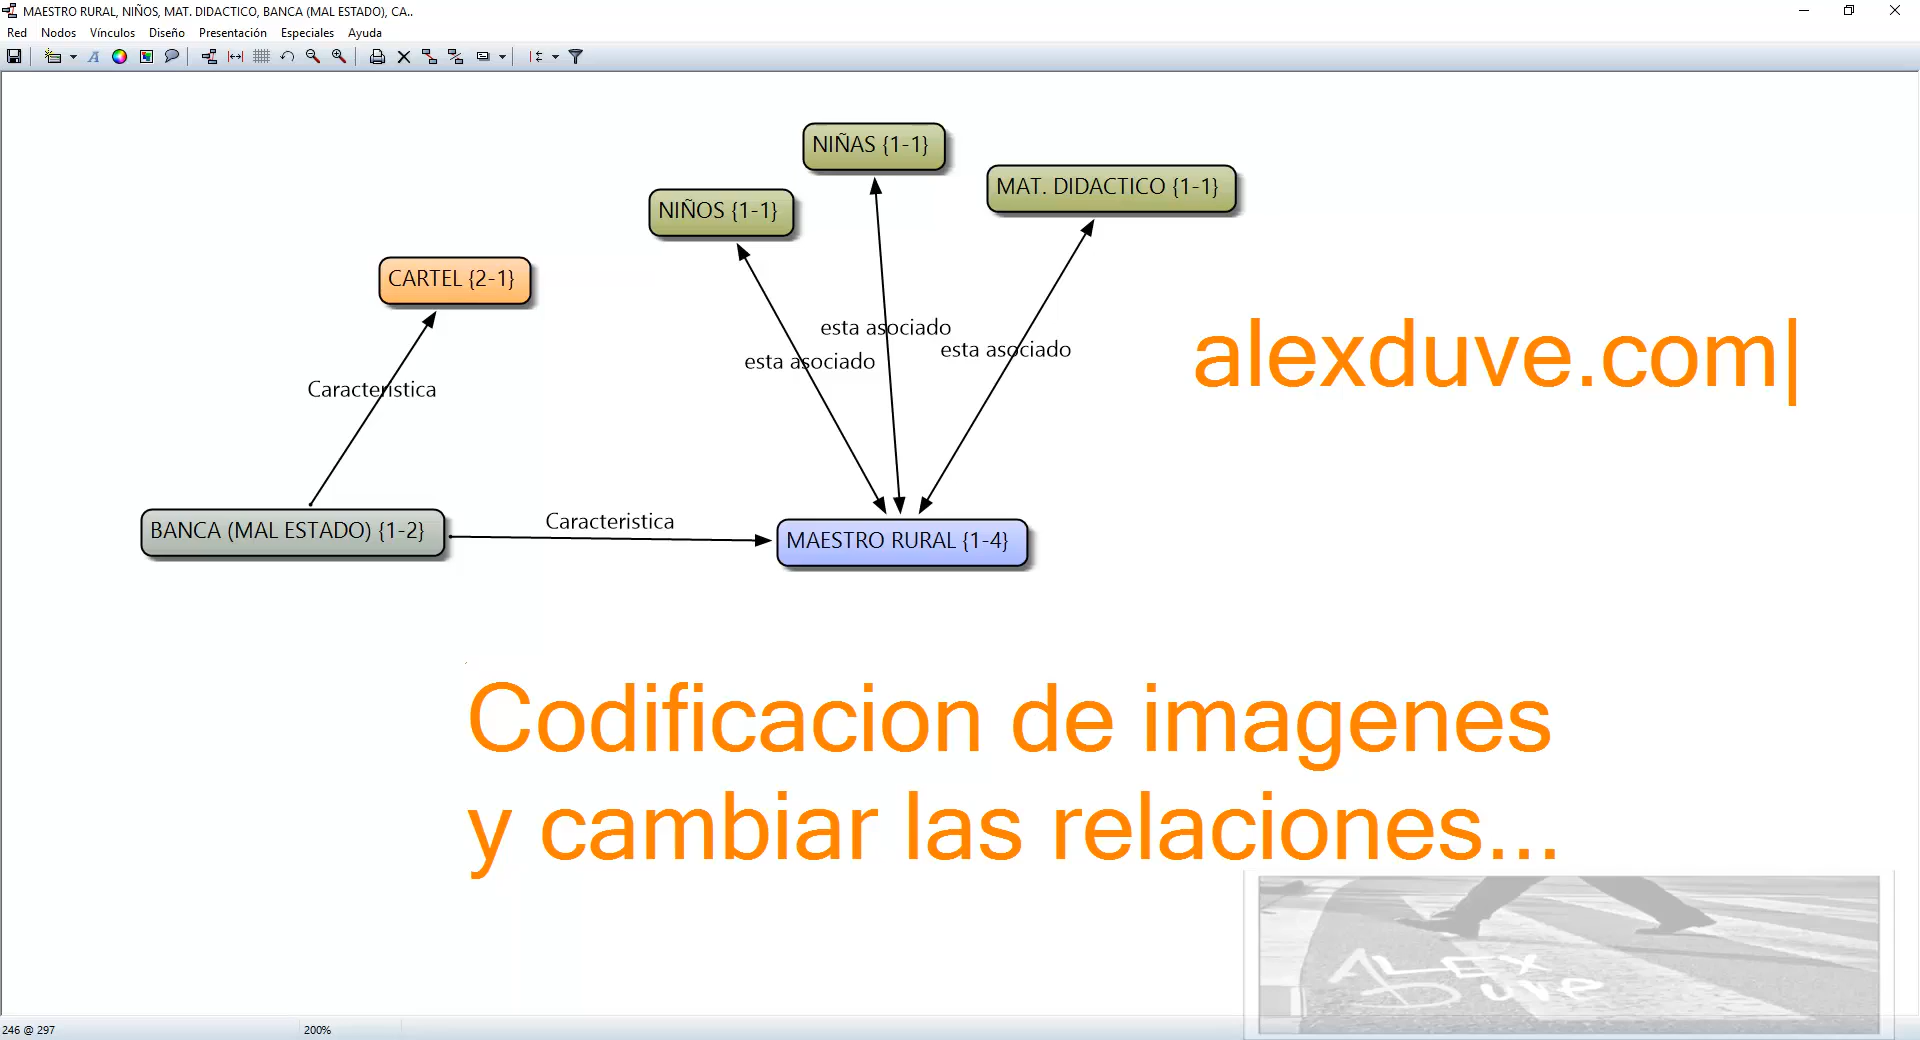 MAESTRO RURAL, NIÑOS, MAT. DIDACTICO, BANCA (MAL ESTADO), CA..
Red Nodos Vínculos Diseño Presentación Especiales Ayuda
NIÑAS {1-1}
MAT. DIDACTICO {1-1}
NIÑOS {1-1}
CARTEL {2-1}
esta asociado
esta asociado
esta asociado
alexduve.com|
Caracteristica
Caracteristica
BANCA (MAL ESTADO) {1-2}
MAESTRO RURAL {1-4}
Codificacion de imagenes
y cambiar las relaciones...
ALEX
Duve
246 @ 297 200%